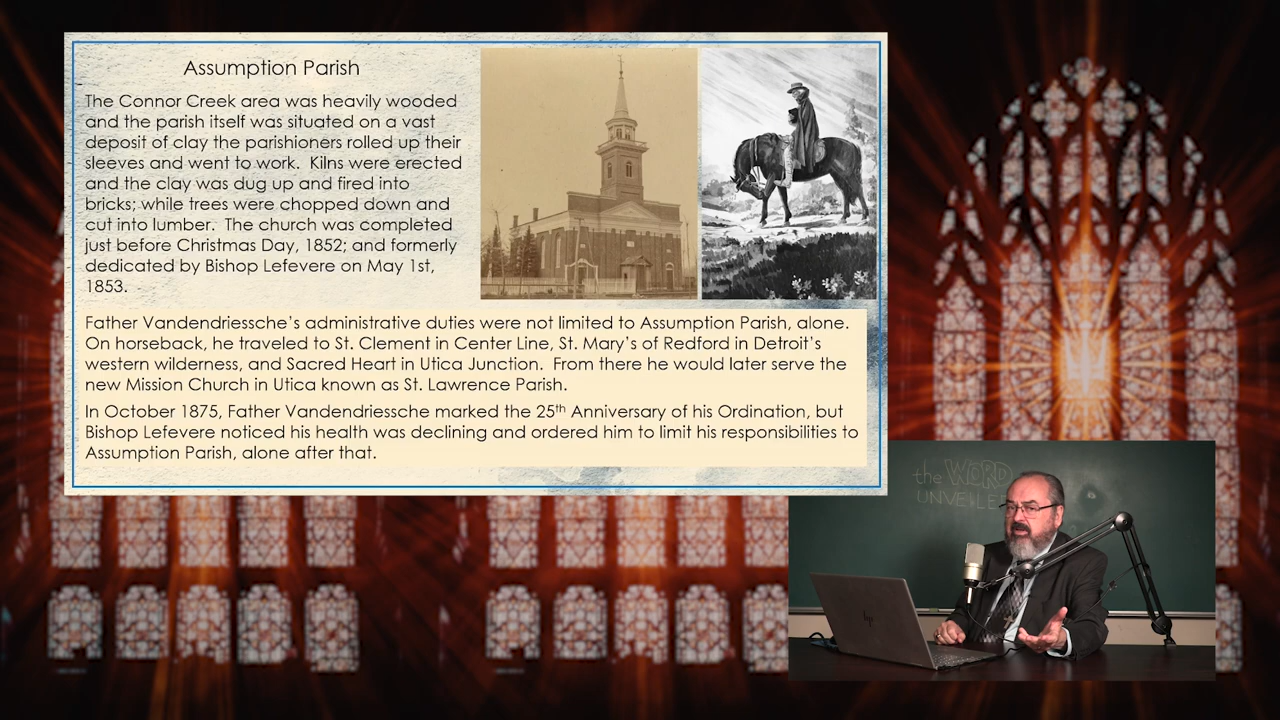 Assumption Parish
The Connor Creek area was heavily wooded
and the parish itself was situated on a vast
deposit of clay the parishioners rolled up their
sleeves and went to work.  Kilns were erected
and the clay was dug up and fired into
bricks; while trees were chopped down and
cut into lumber.  The church was completed
just before Christmas Day, 1852; and formerly
dedicated by Bishop Lefevere on May 1st,
1853.
Father Vandendriessche’s administrative duties were not limited to Assumption Parish, alone.
On horseback, he traveled to St. Clement in Center Line, St. Mary’s of Redford in Detroit’s
western wilderness, and Sacred Heart in Utica Junction.  From there he would later serve the
new Mission Church in Utica known as St. Lawrence Parish.
In October 1875, Father Vandendriessche marked the 25th Anniversary of his Ordination, but
Bishop Lefevere noticed his health was declining and ordered him to limit his responsibilities to
Assumption Parish, alone after that.
the WORD
UNVEILE
hp